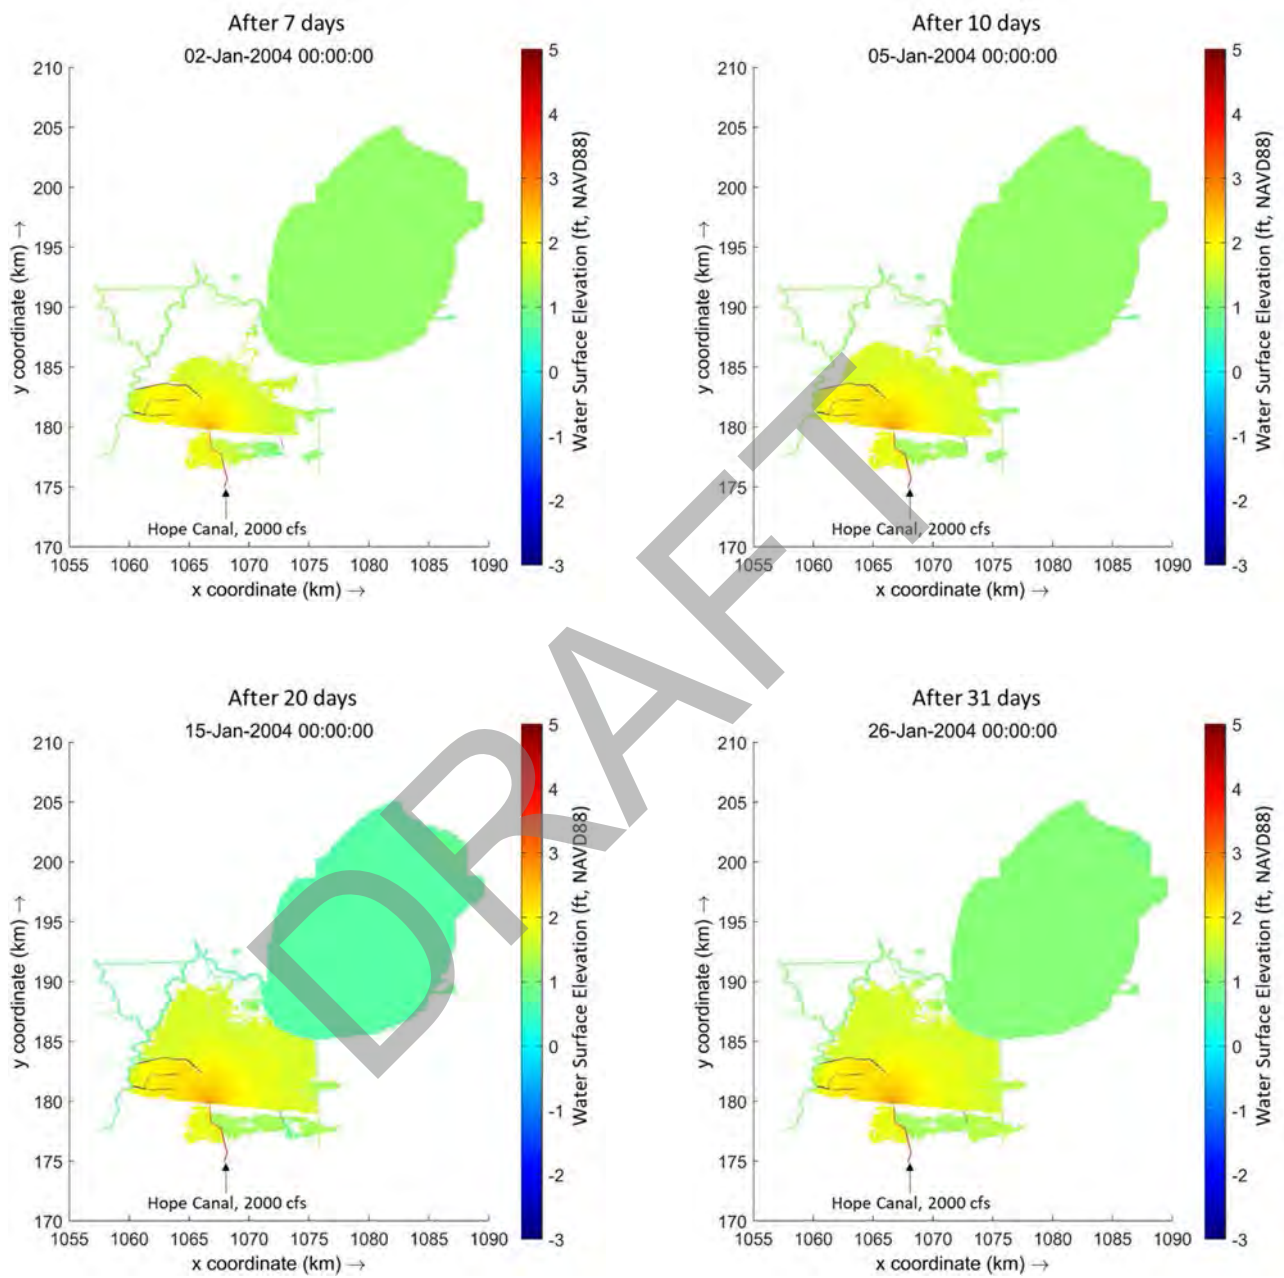 After 7 days
02-Jan-2004 00:00:00
210
205
200
195
190
185
180
175
170
y coordinate (km) →
1055 1060 1065 1070 1075 1080 1085 1090
x coordinate (km) →
Hope Canal, 2000 cfs
5
4
3
2
1
0
-1
-2
-3
Water Surface Elevation (ft, NAVD88)
After 10 days
05-Jan-2004 00:00:00
210
205
200
195
190
185
180
175
170
y coordinate (km) →
1055 1060 1065 1070 1075 1080 1085 1090
x coordinate (km) →
Hope Canal, 2000 cfs
5
4
3
2
1
0
-1
-2
-3
Water Surface Elevation (ft, NAVD88)
After 20 days
15-Jan-2004 00:00:00
210
205
200
195
190
185
180
175
170
y coordinate (km) →
1055 1060 1065 1070 1075 1080 1085 1090
x coordinate (km) →
Hope Canal, 2000 cfs
5
4
3
2
1
0
-1
-2
-3
Water Surface Elevation (ft, NAVD88)
After 31 days
26-Jan-2004 00:00:00
210
205
200
195
190
185
180
175
170
y coordinate (km) →
1055 1060 1065 1070 1075 1080 1085 1090
x coordinate (km) →
Hope Canal, 2000 cfs
5
4
3
2
1
0
-1
-2
-3
Water Surface Elevation (ft, NAVD88)
DRAFT